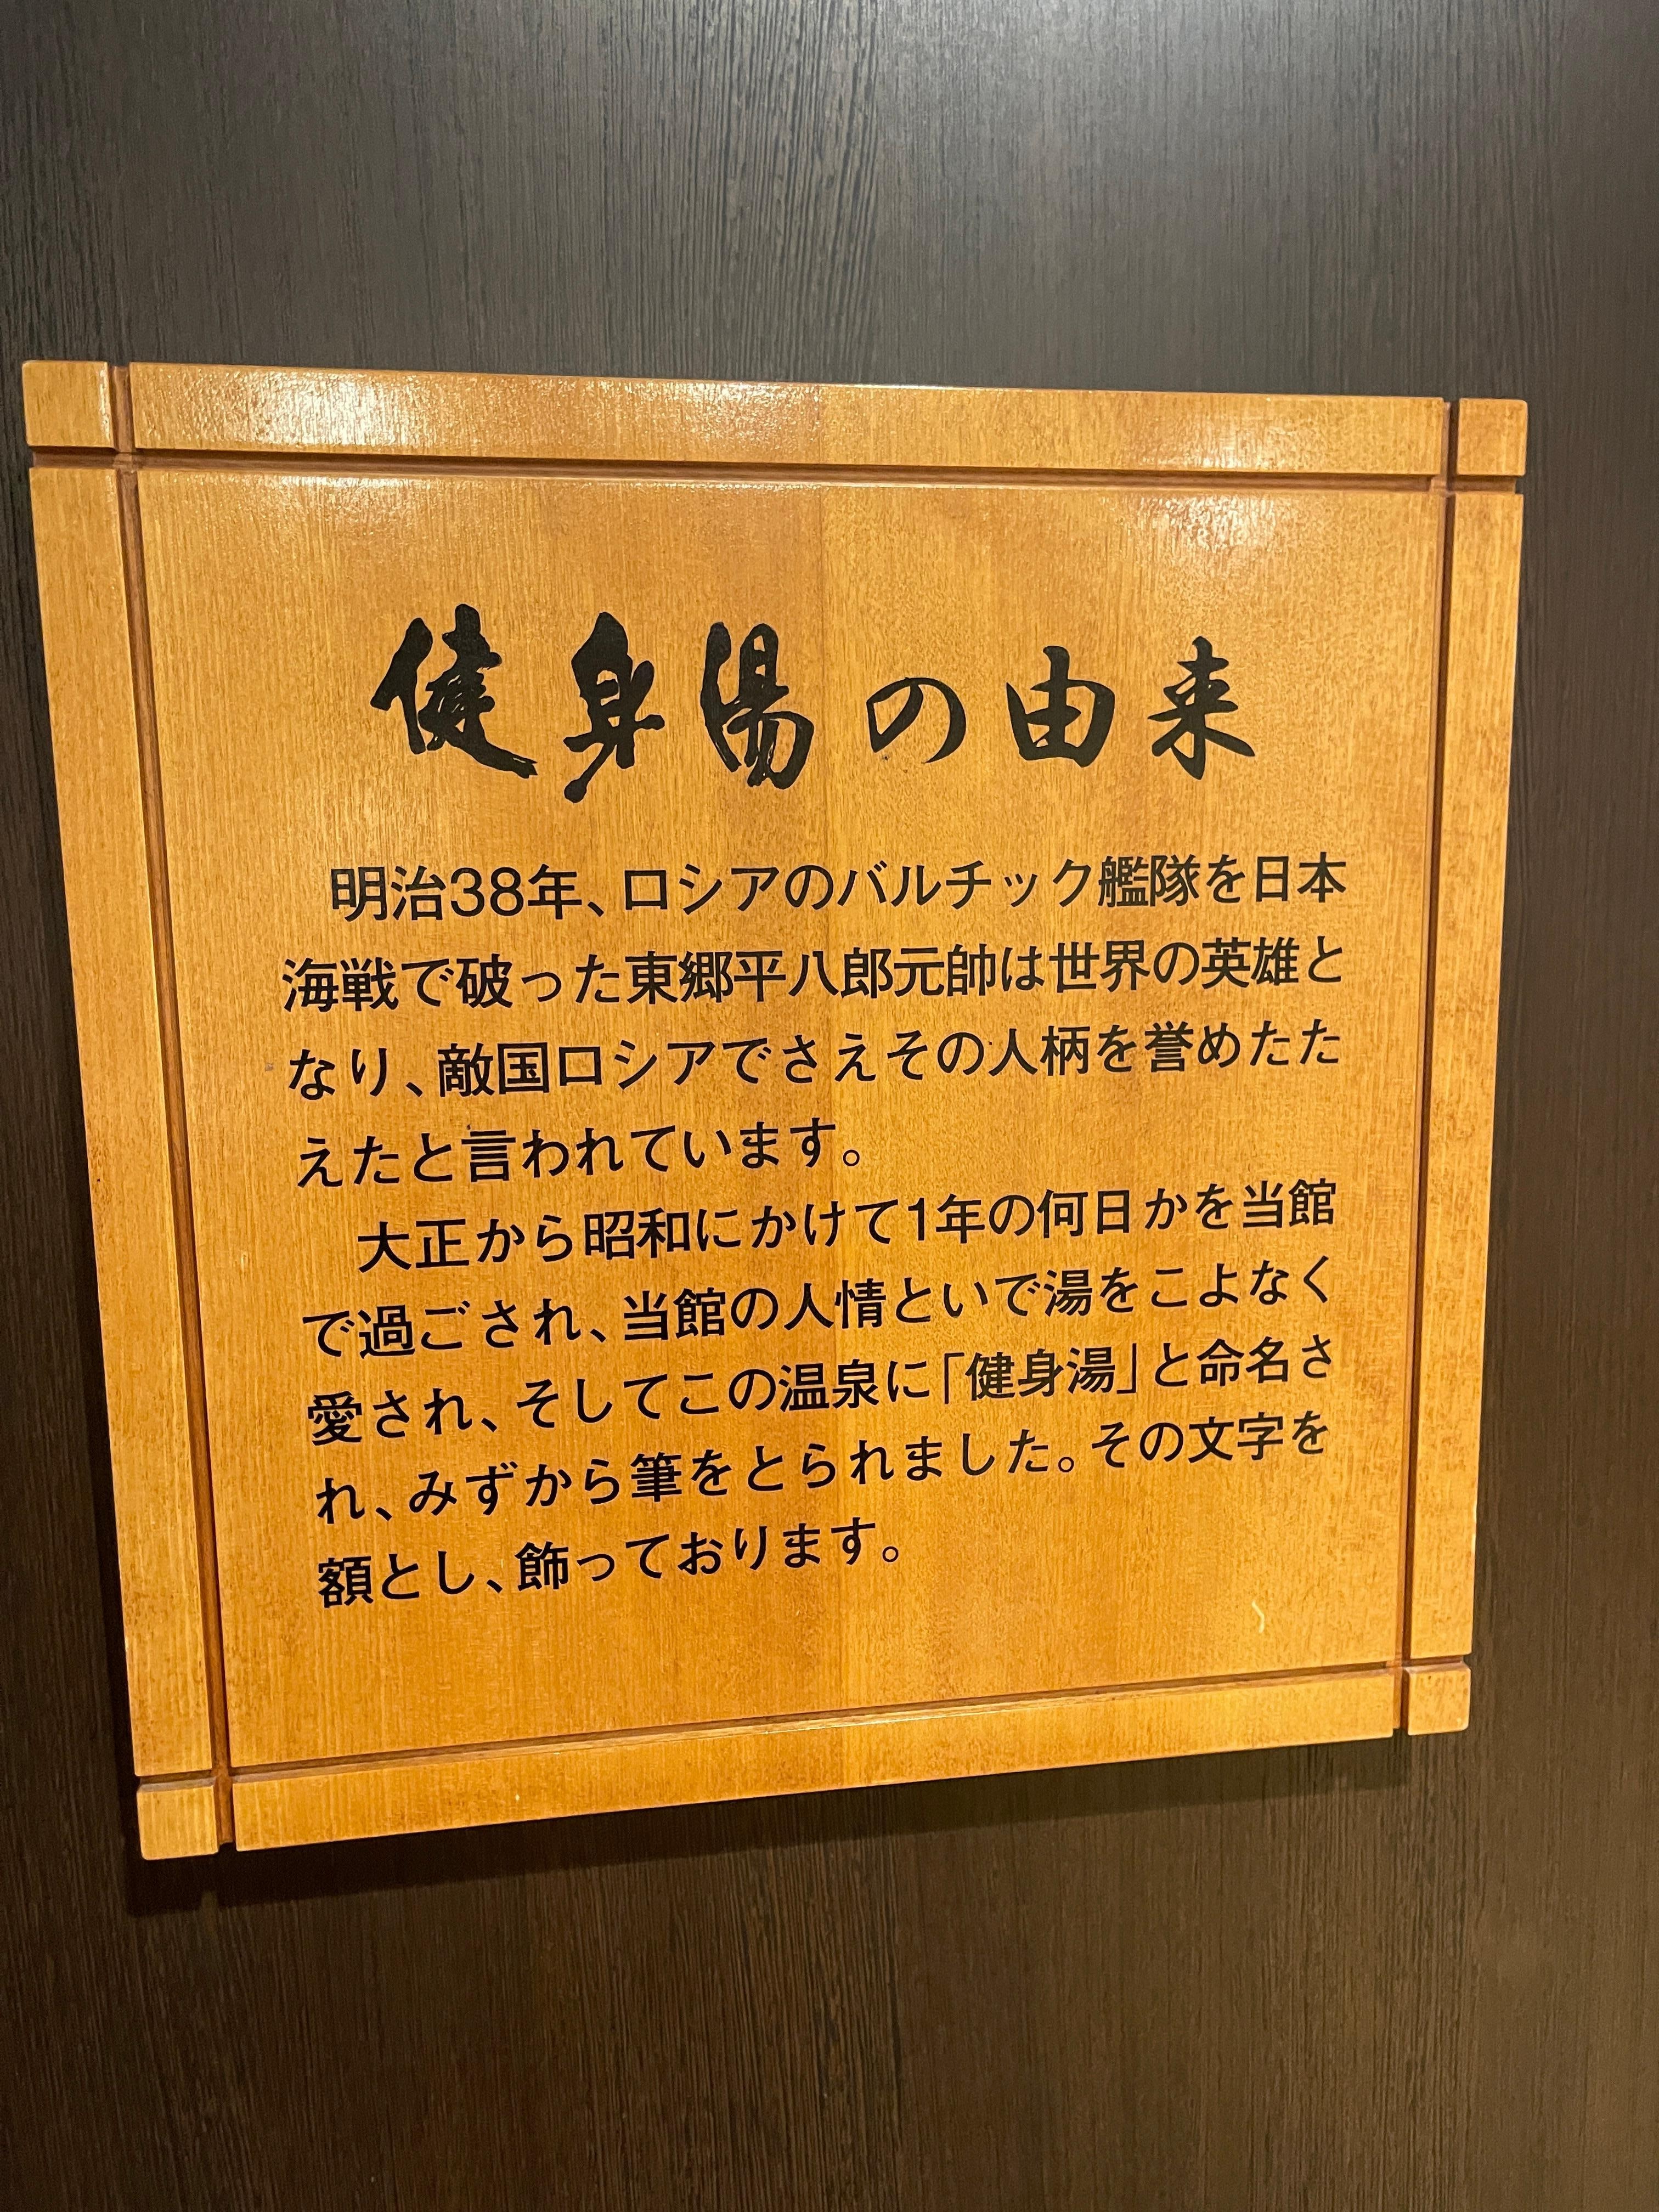 健身湯の由来
明治38年、ロシアのバルチック艦隊を日本
海戦で破った東郷平八郎元帥は世界の英雄と
なり、敵国ロシアでさえその人柄を誉めたた
えたと言われています。
大正から昭和にかけて1年の何日かを当館
で過ごされ、当館の人情といで湯をこよなく
愛され、そしてこの温泉に「健身湯」と命名さ
れ、みずから筆をとられました。その文字を
額とし、飾っております。